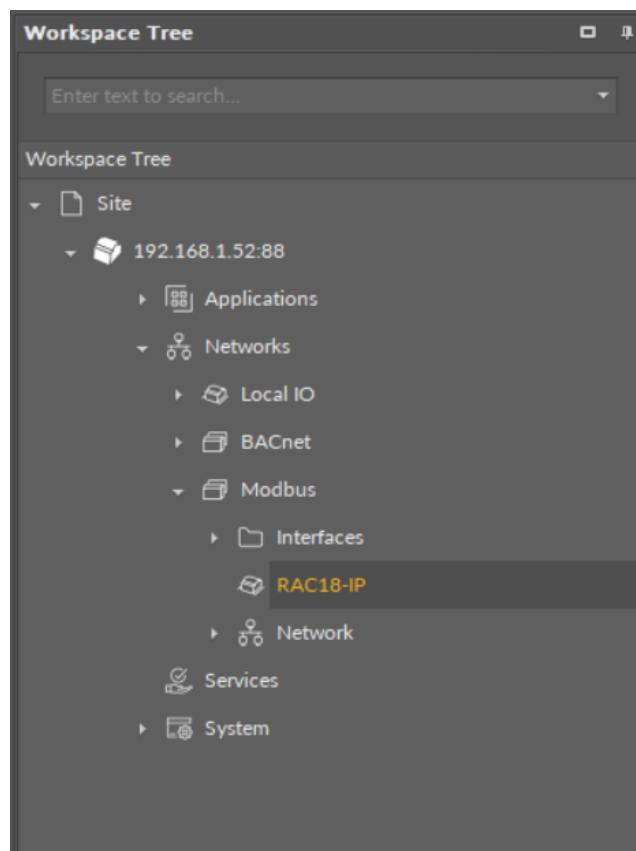 Workspace Tree
Enter text to search...
Workspace Tree
Site
192.168.1.52:88
Applications
Networks
Local IO
BACnet
Modbus
Interfaces
RAC18-IP
Network
Services
System